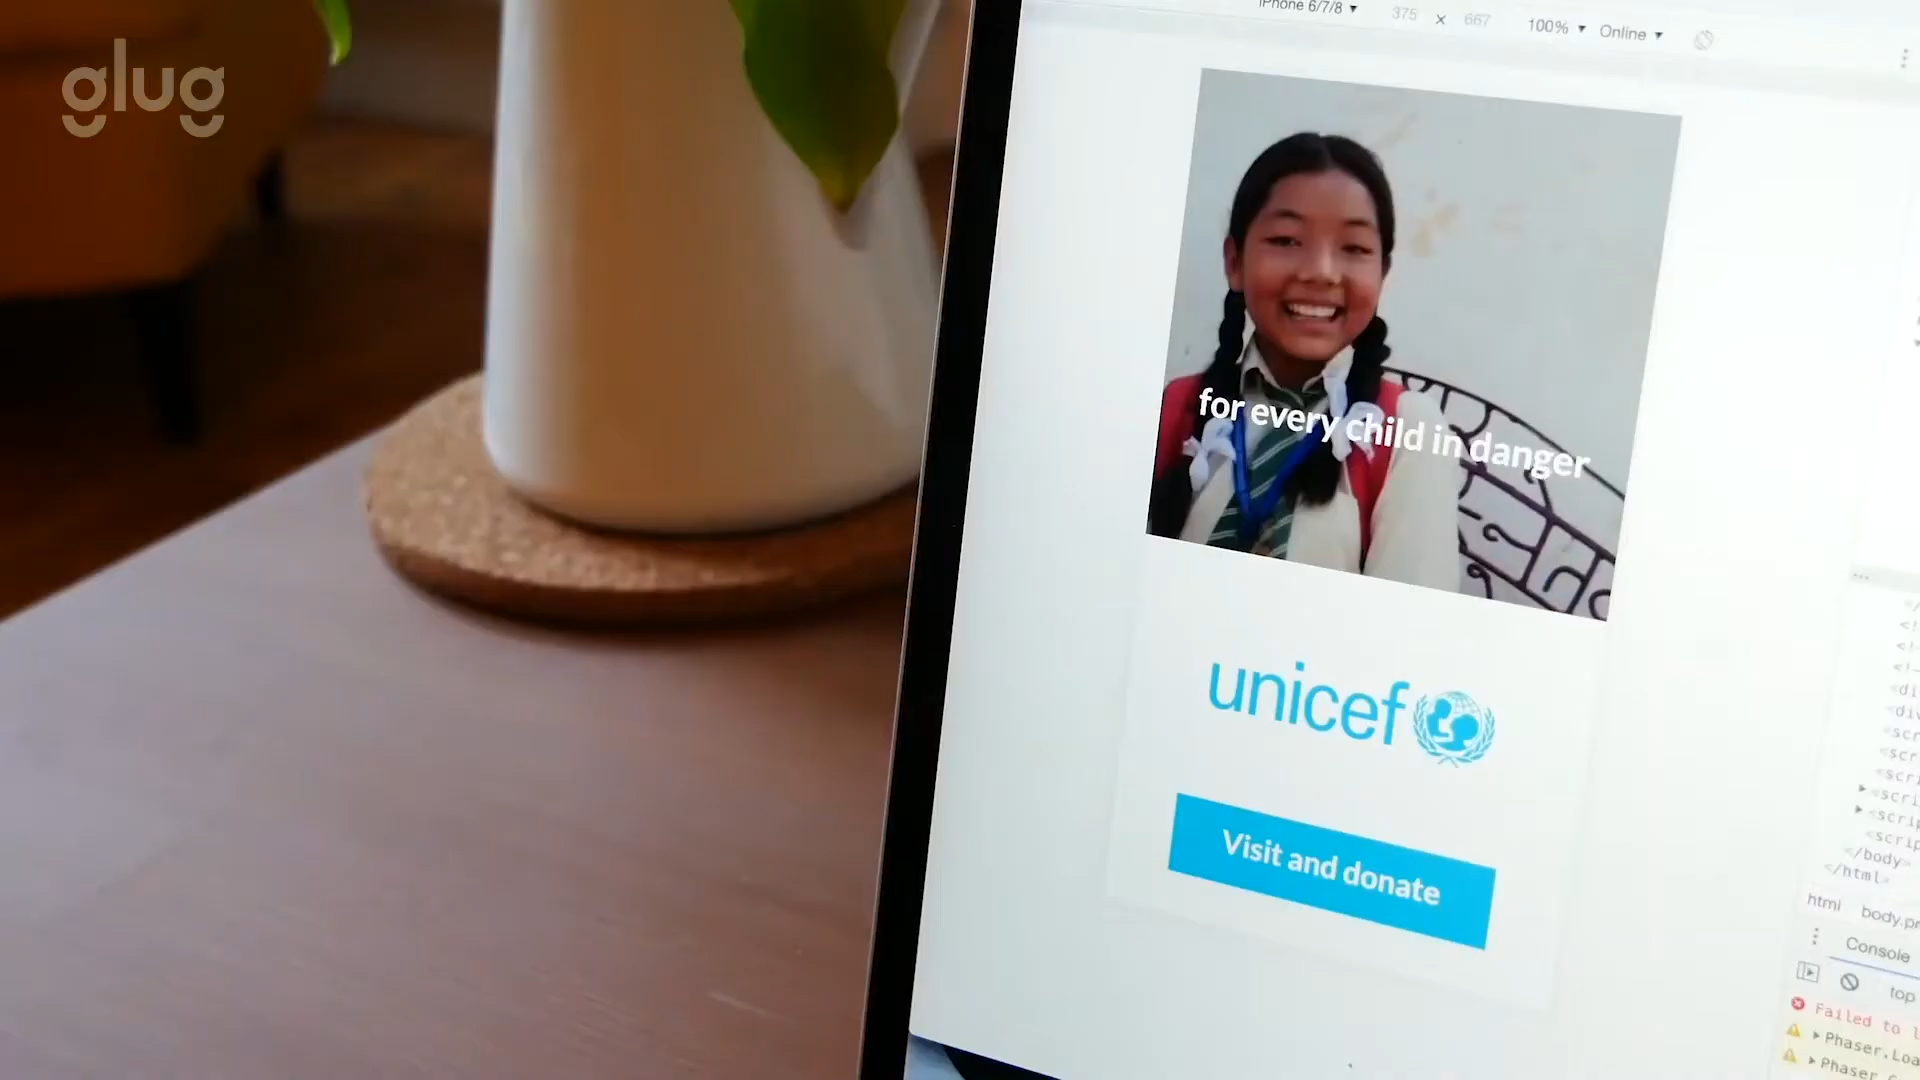 glug
iPhone 6/7/8 ▼ 375 × 667 100% ▼ Online ▼
for every child in danger
unicef
Visit and donate
</body>
</html>
html
Console
top
Failed to
Phaser.
Phaser